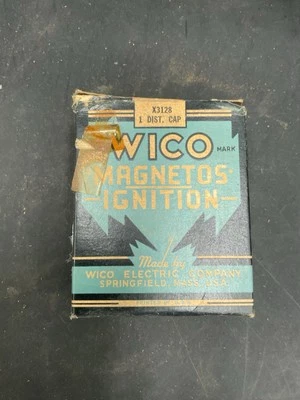 X3128
1 DIST. CAP
WICO
MARK
MAGNETOS
IGNITION
Made by
WICO ELECTRIC COMPANY
SPRINGFIELD, MASS., U.S.A.